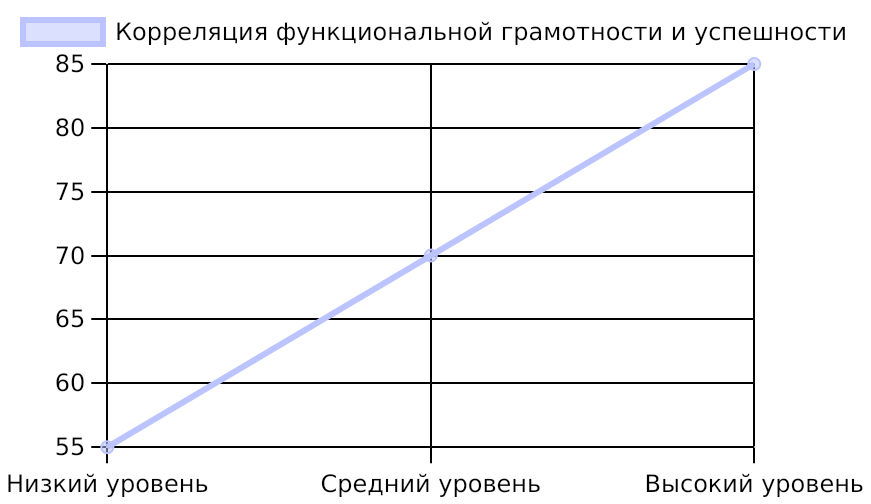 Корреляция функциональной грамотности и успешности
85
80
75
70
65
60
55
Низкий уровень
Средний уровень
Высокий уровень